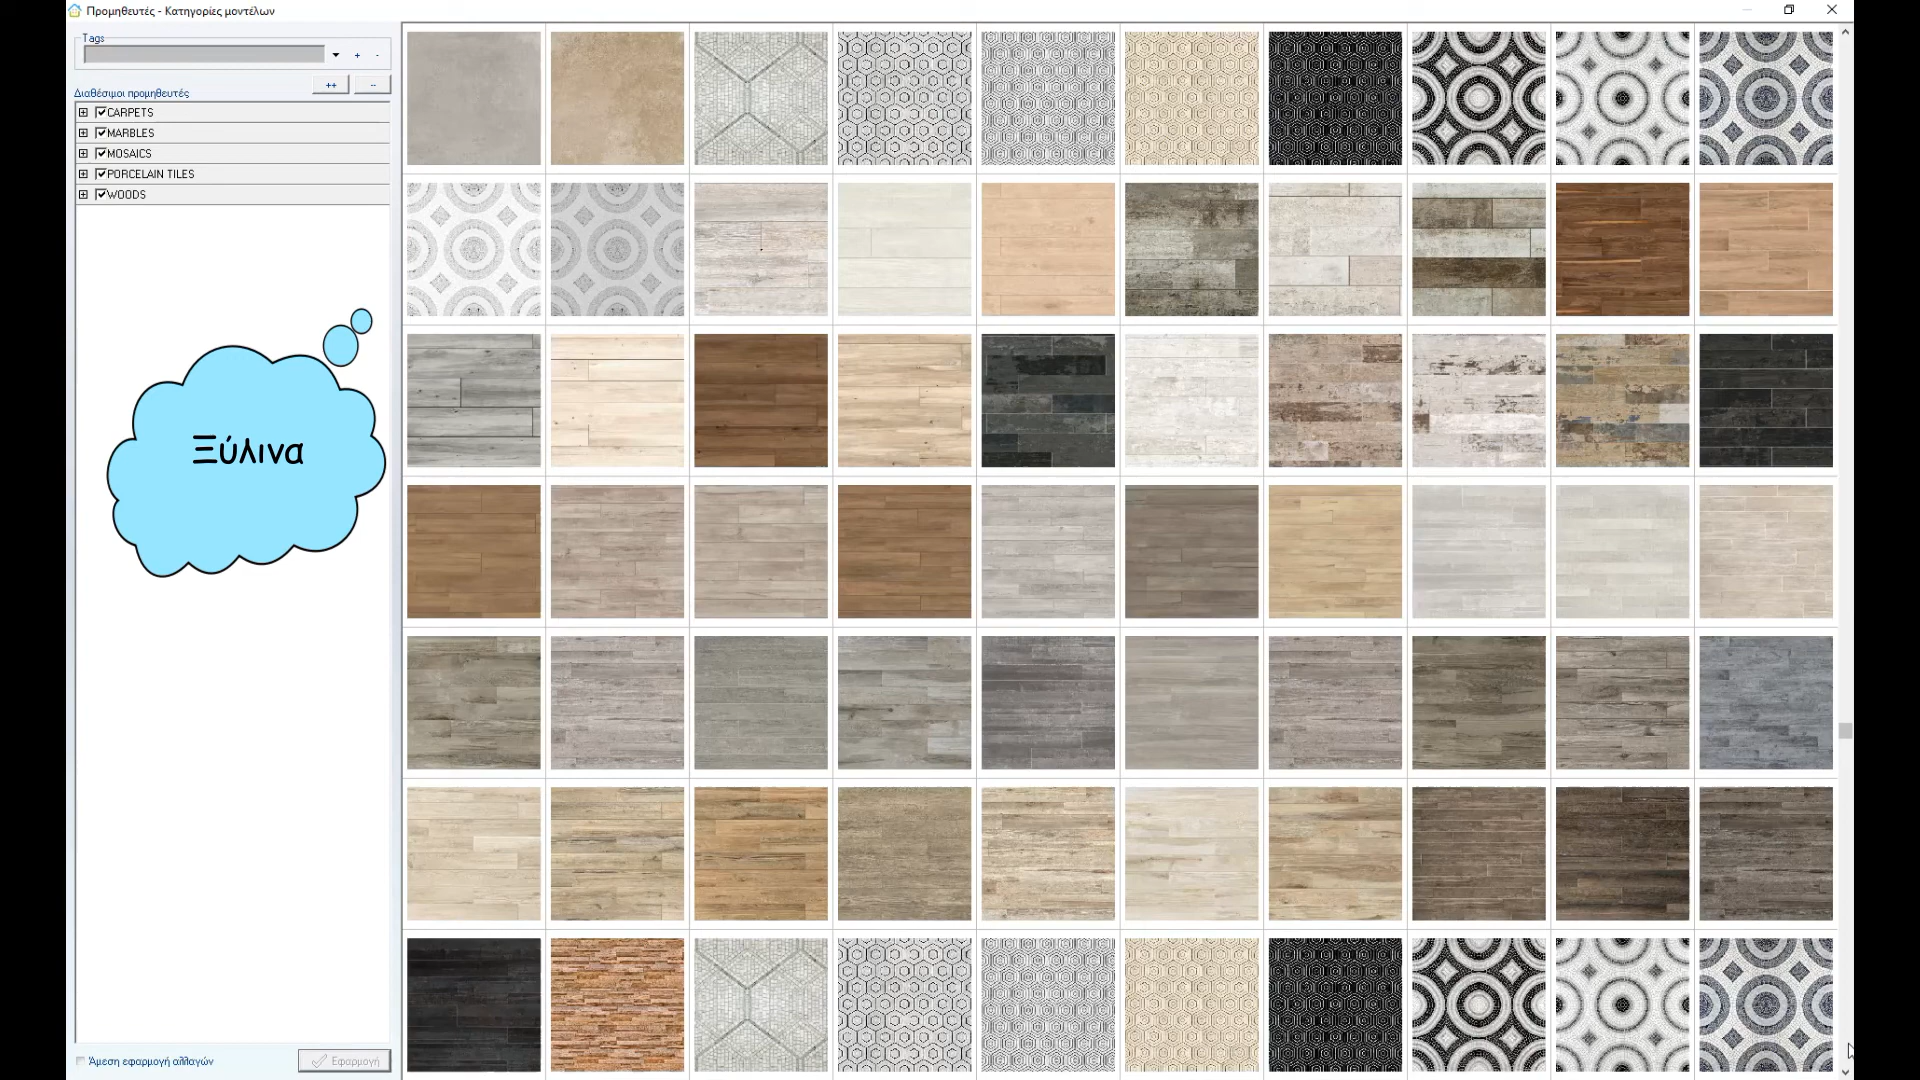 Προμηθευτές - Κατηγορίες μοντέλων
Tags
+ -
++ --
Διαθέσιμοι προμηθευτές
CARPETS
MARBLES
MOSAICS
PORCELAIN TILES
WOODS
Ξύλινα
Άμεση εφαρμογή αλλαγών
Εφαρμογή